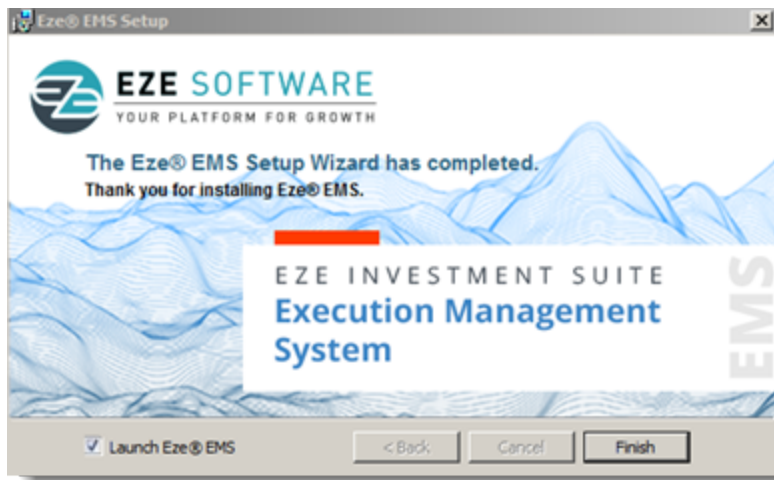 Eze® EMS Setup
EZE SOFTWARE
YOUR PLATFORM FOR GROWTH
The Eze® EMS Setup Wizard has completed.
Thank you for installing Eze® EMS.
EZE INVESTMENT SUITE
Execution Management
System
EMS
Launch Eze® EMS
< Back
Cancel
Finish